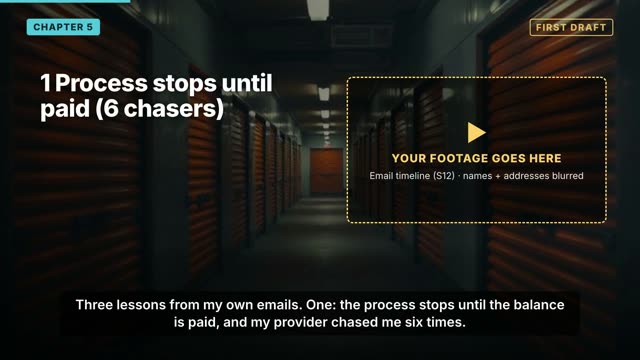 CHAPTER 5
FIRST DRAFT
1 Process stops until
paid (6 chasers)
YOUR FOOTAGE GOES HERE
Email timeline (S12) · names + addresses blurred
Three lessons from my own emails. One: the process stops until the balance
is paid, and my provider chased me six times.